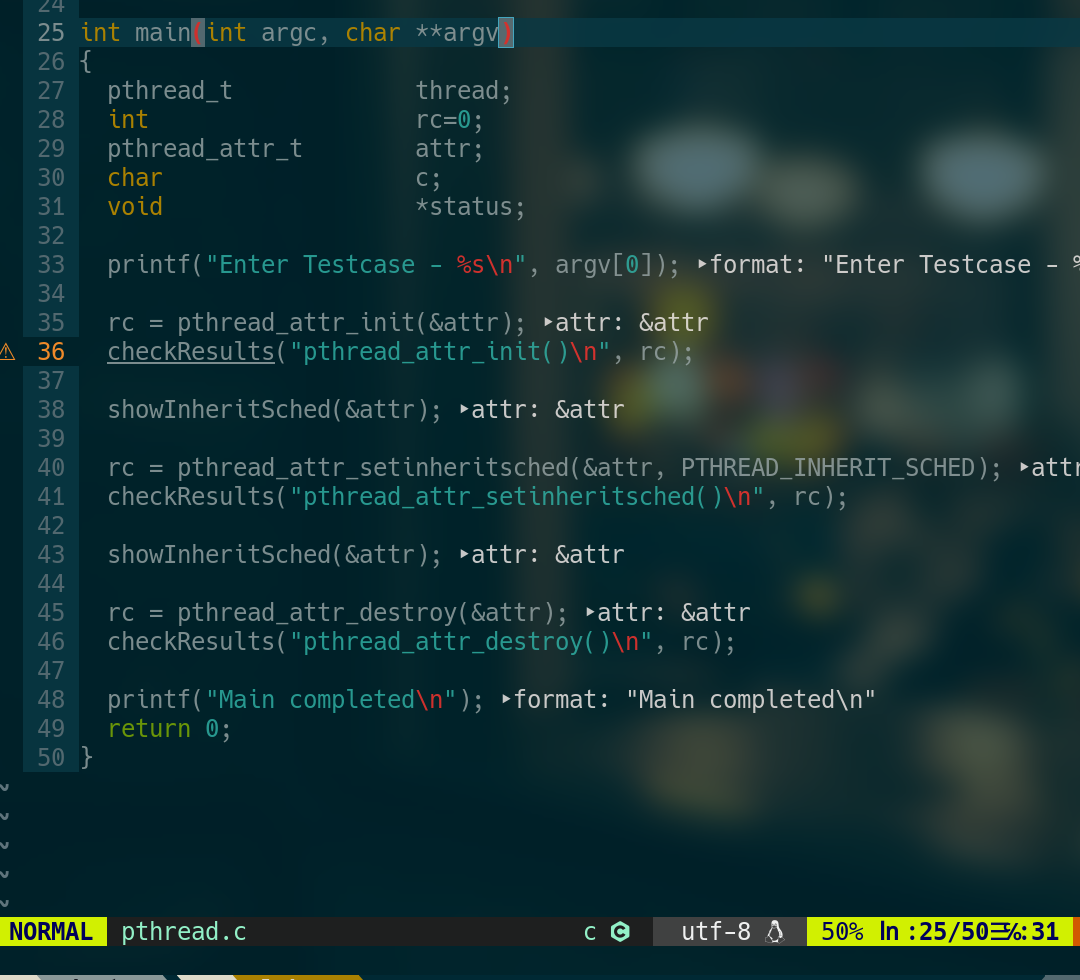 24
25 int main(int argc, char **argv)
26 {
27 pthread_t thread;
28 int rc=0;
29 pthread_attr_t attr;
30 char c;
31 void *status;
32
33 printf("Enter Testcase - %s\n", argv[0]); ▸format: "Enter Testcase - %
34
35 rc = pthread_attr_init(&attr); ▸attr: &attr
⚠ 36 checkResults("pthread_attr_init()\n", rc);
37
38 showInheritSched(&attr); ▸attr: &attr
39
40 rc = pthread_attr_setinheritsched(&attr, PTHREAD_INHERIT_SCHED); ▸attr
41 checkResults("pthread_attr_setinheritsched()\n", rc);
42
43 showInheritSched(&attr); ▸attr: &attr
44
45 rc = pthread_attr_destroy(&attr); ▸attr: &attr
46 checkResults("pthread_attr_destroy()\n", rc);
47
48 printf("Main completed\n"); ▸format: "Main completed\n"
49 return 0;
50 }
~
~
~
~
~
NORMAL pthread.c c utf-8 50% ln :25/50☰℅:31